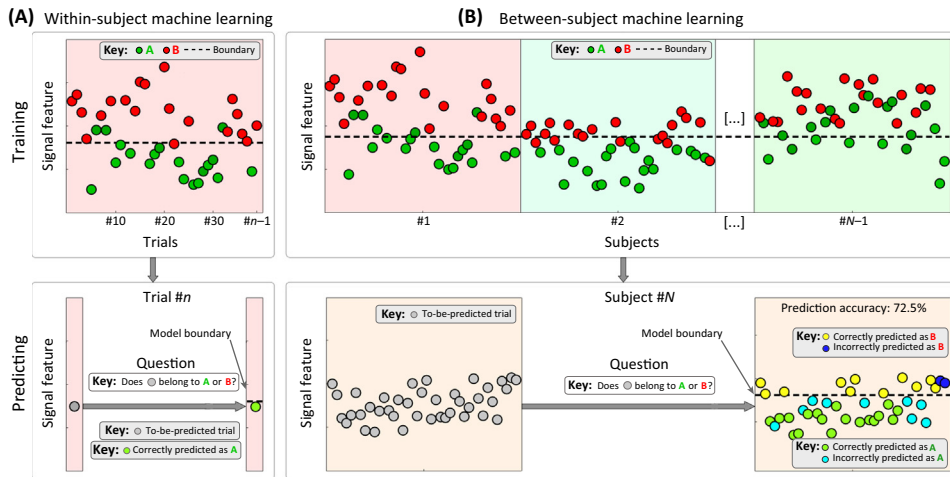 (A) Within-subject machine learning
(B) Between-subject machine learning
Training
Key: A B Boundary
Signal feature
#10 #20 #30 #n–1
Trials
Key: A B Boundary
Signal feature
[...]
#1 #2 [...] #N–1
Subjects
Predicting
Trial #n
Signal feature
Model boundary
Question
Key: Does belong to A or B?
Key: To-be-predicted trial
Key: Correctly predicted as A
Subject #N
Signal feature
Key: To-be-predicted trial
Model boundary
Question
Key: Does belong to A or B?
Prediction accuracy: 72.5%
Key: Correctly predicted as B
Incorrectly predicted as B
Key: Correctly predicted as A
Incorrectly predicted as A